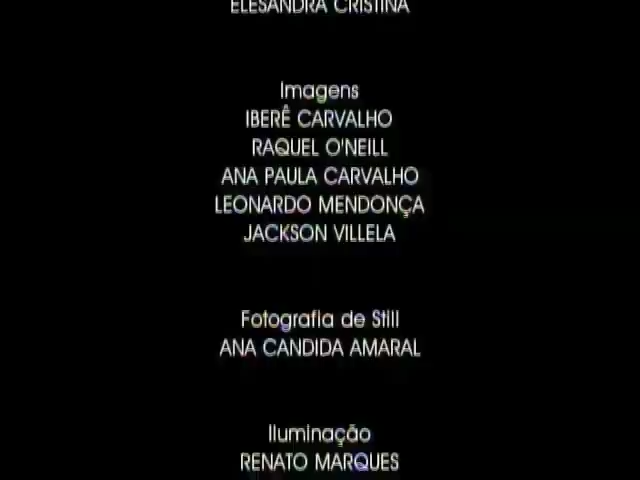 ELESANDRA CRISTINA
Imagens
IBERÊ CARVALHO
RAQUEL O'NEILL
ANA PAULA CARVALHO
LEONARDO MENDONÇA
JACKSON VILLELA
Fotografia de Still
ANA CANDIDA AMARAL
Iluminação
RENATO MARQUES